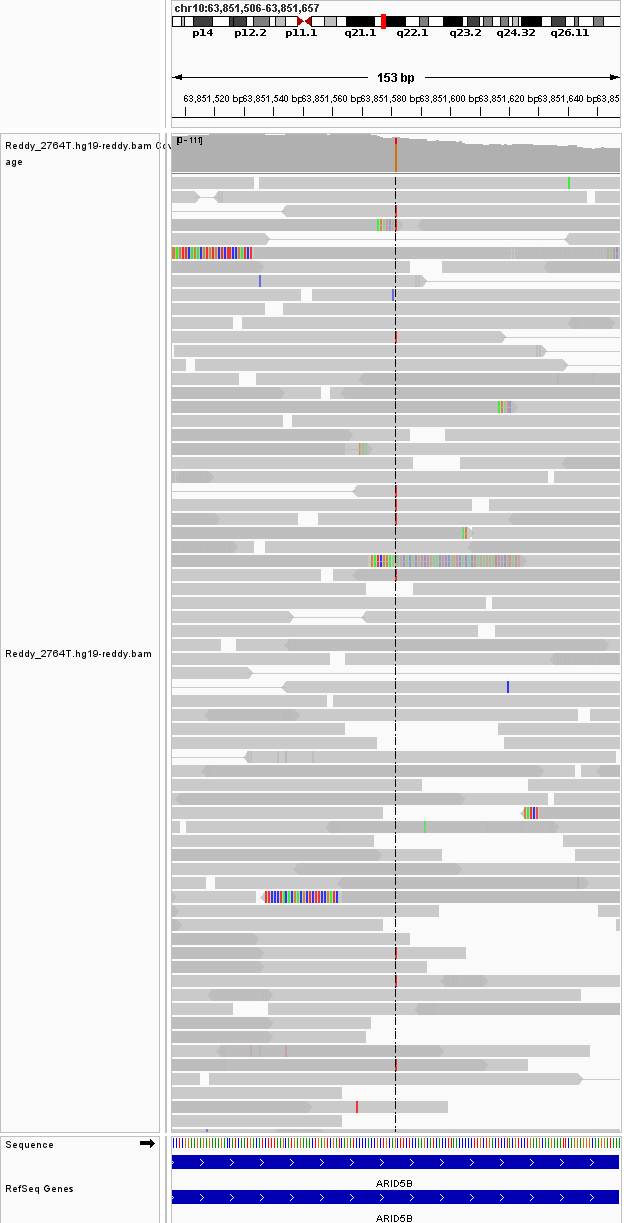 chr10:63,851,506-63,851,657
p14 p12.2 p11.1 q21.1 q22.1 q23.2 q24.32 q26.11
153 bp
63,851,520 bp 63,851,540 bp 63,851,560 bp 63,851,580 bp 63,851,600 bp 63,851,620 bp 63,851,640 bp 63,85
Reddy_2764T.hg19-reddy.bam Cov
age
[0 - 111]
Reddy_2764T.hg19-reddy.bam
Sequence
ARID5B
RefSeq Genes
ARID5B